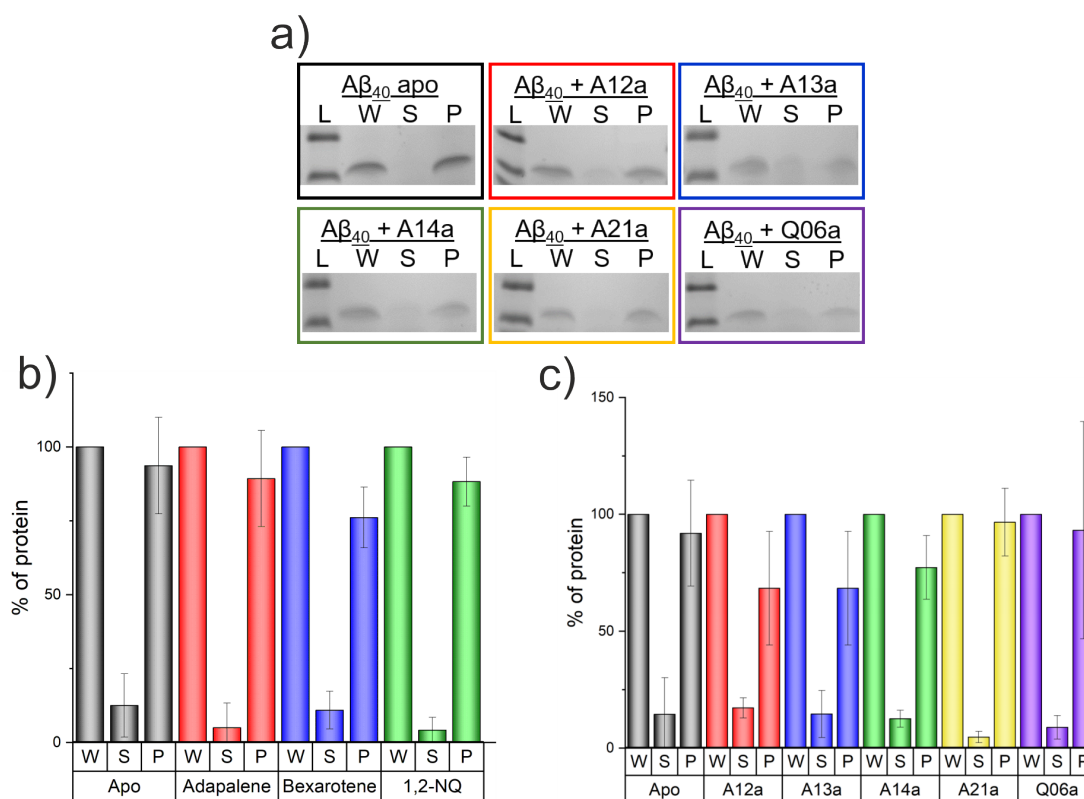 a)
Aβ40 apo
L W S P
Aβ40 + A12a
L W S P
Aβ40 + A13a
L W S P
Aβ40 + A14a
L W S P
Aβ40 + A21a
L W S P
Aβ40 + Q06a
L W S P
b)
% of protein
100
50
0
W S P W S P W S P W S P
Apo Adapalene Bexarotene 1,2-NQ
c)
% of protein
150
100
50
0
W S P W S P W S P W S P W S P W S P
Apo A12a A13a A14a A21a Q06a